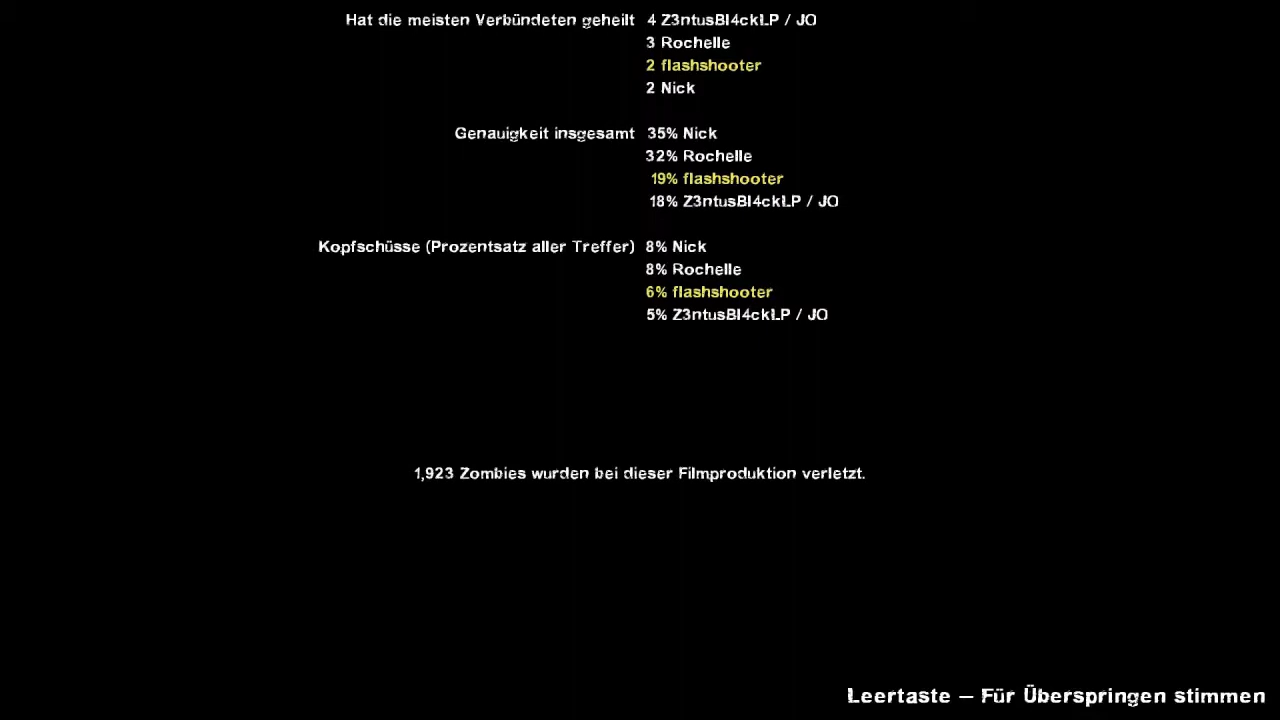 Hat die meisten Verbündeten geheilt 4 Z3ntusBl4ckLP / JO
3 Rochelle
2 flashshooter
2 Nick
Genauigkeit insgesamt 35% Nick
32% Rochelle
19% flashshooter
18% Z3ntusBl4ckLP / JO
Kopfschüsse (Prozentsatz aller Treffer) 8% Nick
8% Rochelle
6% flashshooter
5% Z3ntusBl4ckLP / JO
1,923 Zombies wurden bei dieser Filmproduktion verletzt.
Leertaste – Für Überspringen stimmen